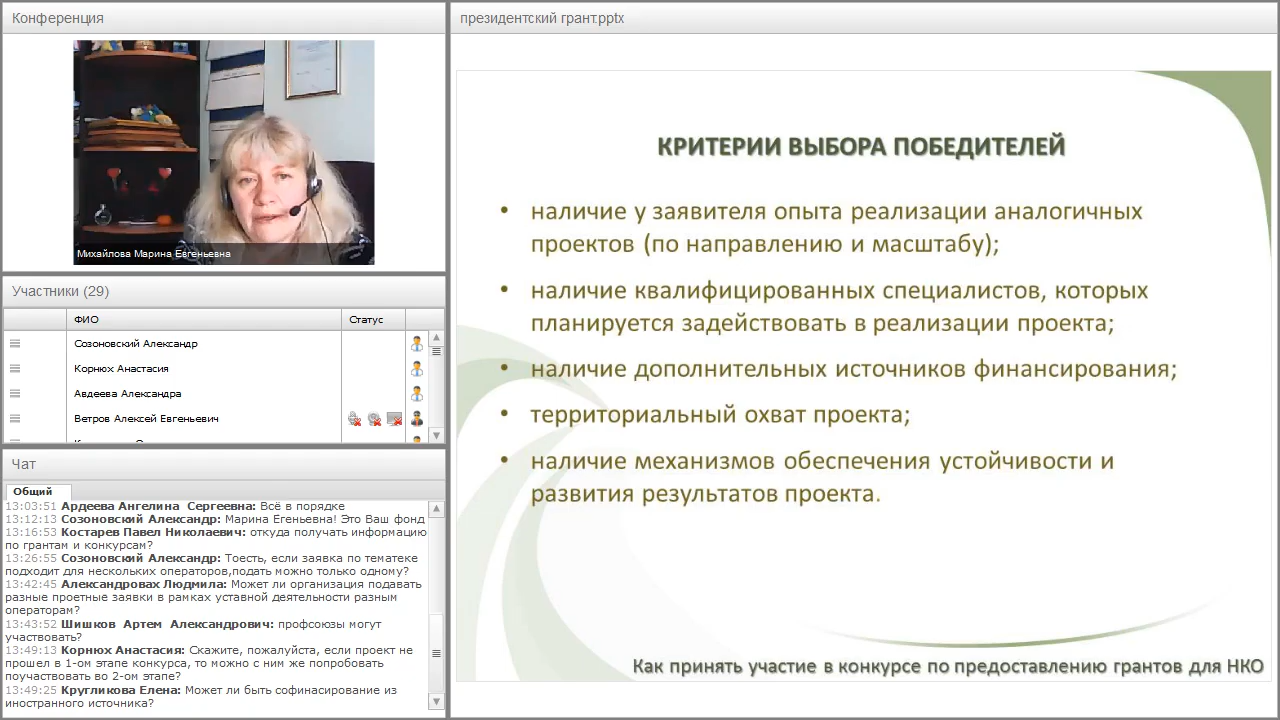 Конференция
Михайлова Марина Евгеньевна
Участники (29)
ФИО
Статус
Созоновский Александр
Корнюх Анастасия
Авдеева Александра
Ветров Алексей Евгеньевич
Чат
Общий
13:03:51 Ардеева Ангелина Сергеевна: Всё в порядке
13:12:13 Созоновский Александр: Марина Егеньевна! Это Ваш фонд
13:16:53 Костарев Павел Николаевич: откуда получать информацию
по грантам и конкурсам?
13:26:55 Созоновский Александр: Тоесть, если заявка по тематеке
подходит для нескольких операторов,подать можно только одному?
13:42:45 Александровах Людмила: Может ли организация подавать
разные проетные заявки в рамках уставной деятельности разным
операторам?
13:43:52 Шишков Артем Александрович: профсоюзы могут
участвовать?
13:49:13 Корнюх Анастасия: Скажите, пожалуйста, если проект не
прошел в 1-ом этапе конкурса, то можно с ним же попробовать
поучаствовать во 2-ом этапе?
13:49:25 Кругликова Елена: Может ли быть софинасирование из
иностранного источника?
президентский грант.pptx
КРИТЕРИИ ВЫБОРА ПОБЕДИТЕЛЕЙ
• наличие у заявителя опыта реализации аналогичных
проектов (по направлению и масштабу);
• наличие квалифицированных специалистов, которых
планируется задействовать в реализации проекта;
• наличие дополнительных источников финансирования;
• территориальный охват проекта;
• наличие механизмов обеспечения устойчивости и
развития результатов проекта.
Как принять участие в конкурсе по предоставлению грантов для НКО